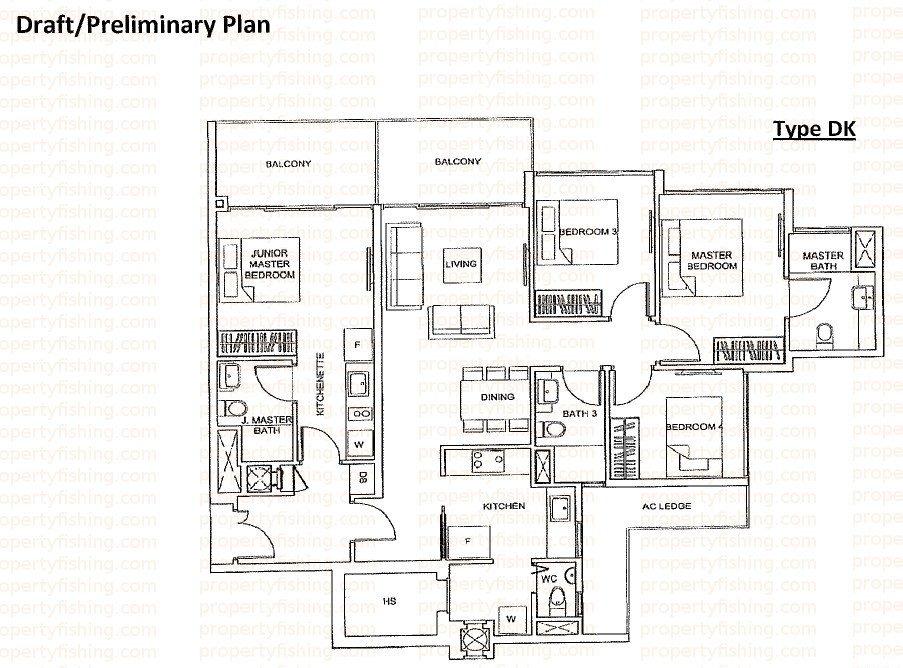 Draft/Preliminary Plan
Type DK
BALCONY
BALCONY
BEDROOM 3
JUNIOR
MASTER
BEDROOM
LIVING
MASTER
BEDROOM
MASTER
BATH
F
KITCHENETTE
DINING
J. MASTER
BATH
BATH 3
BEDROOM 4
W
DB
KITCHEN
AC LEDGE
F
WC
HS
W
propertyfishing.com